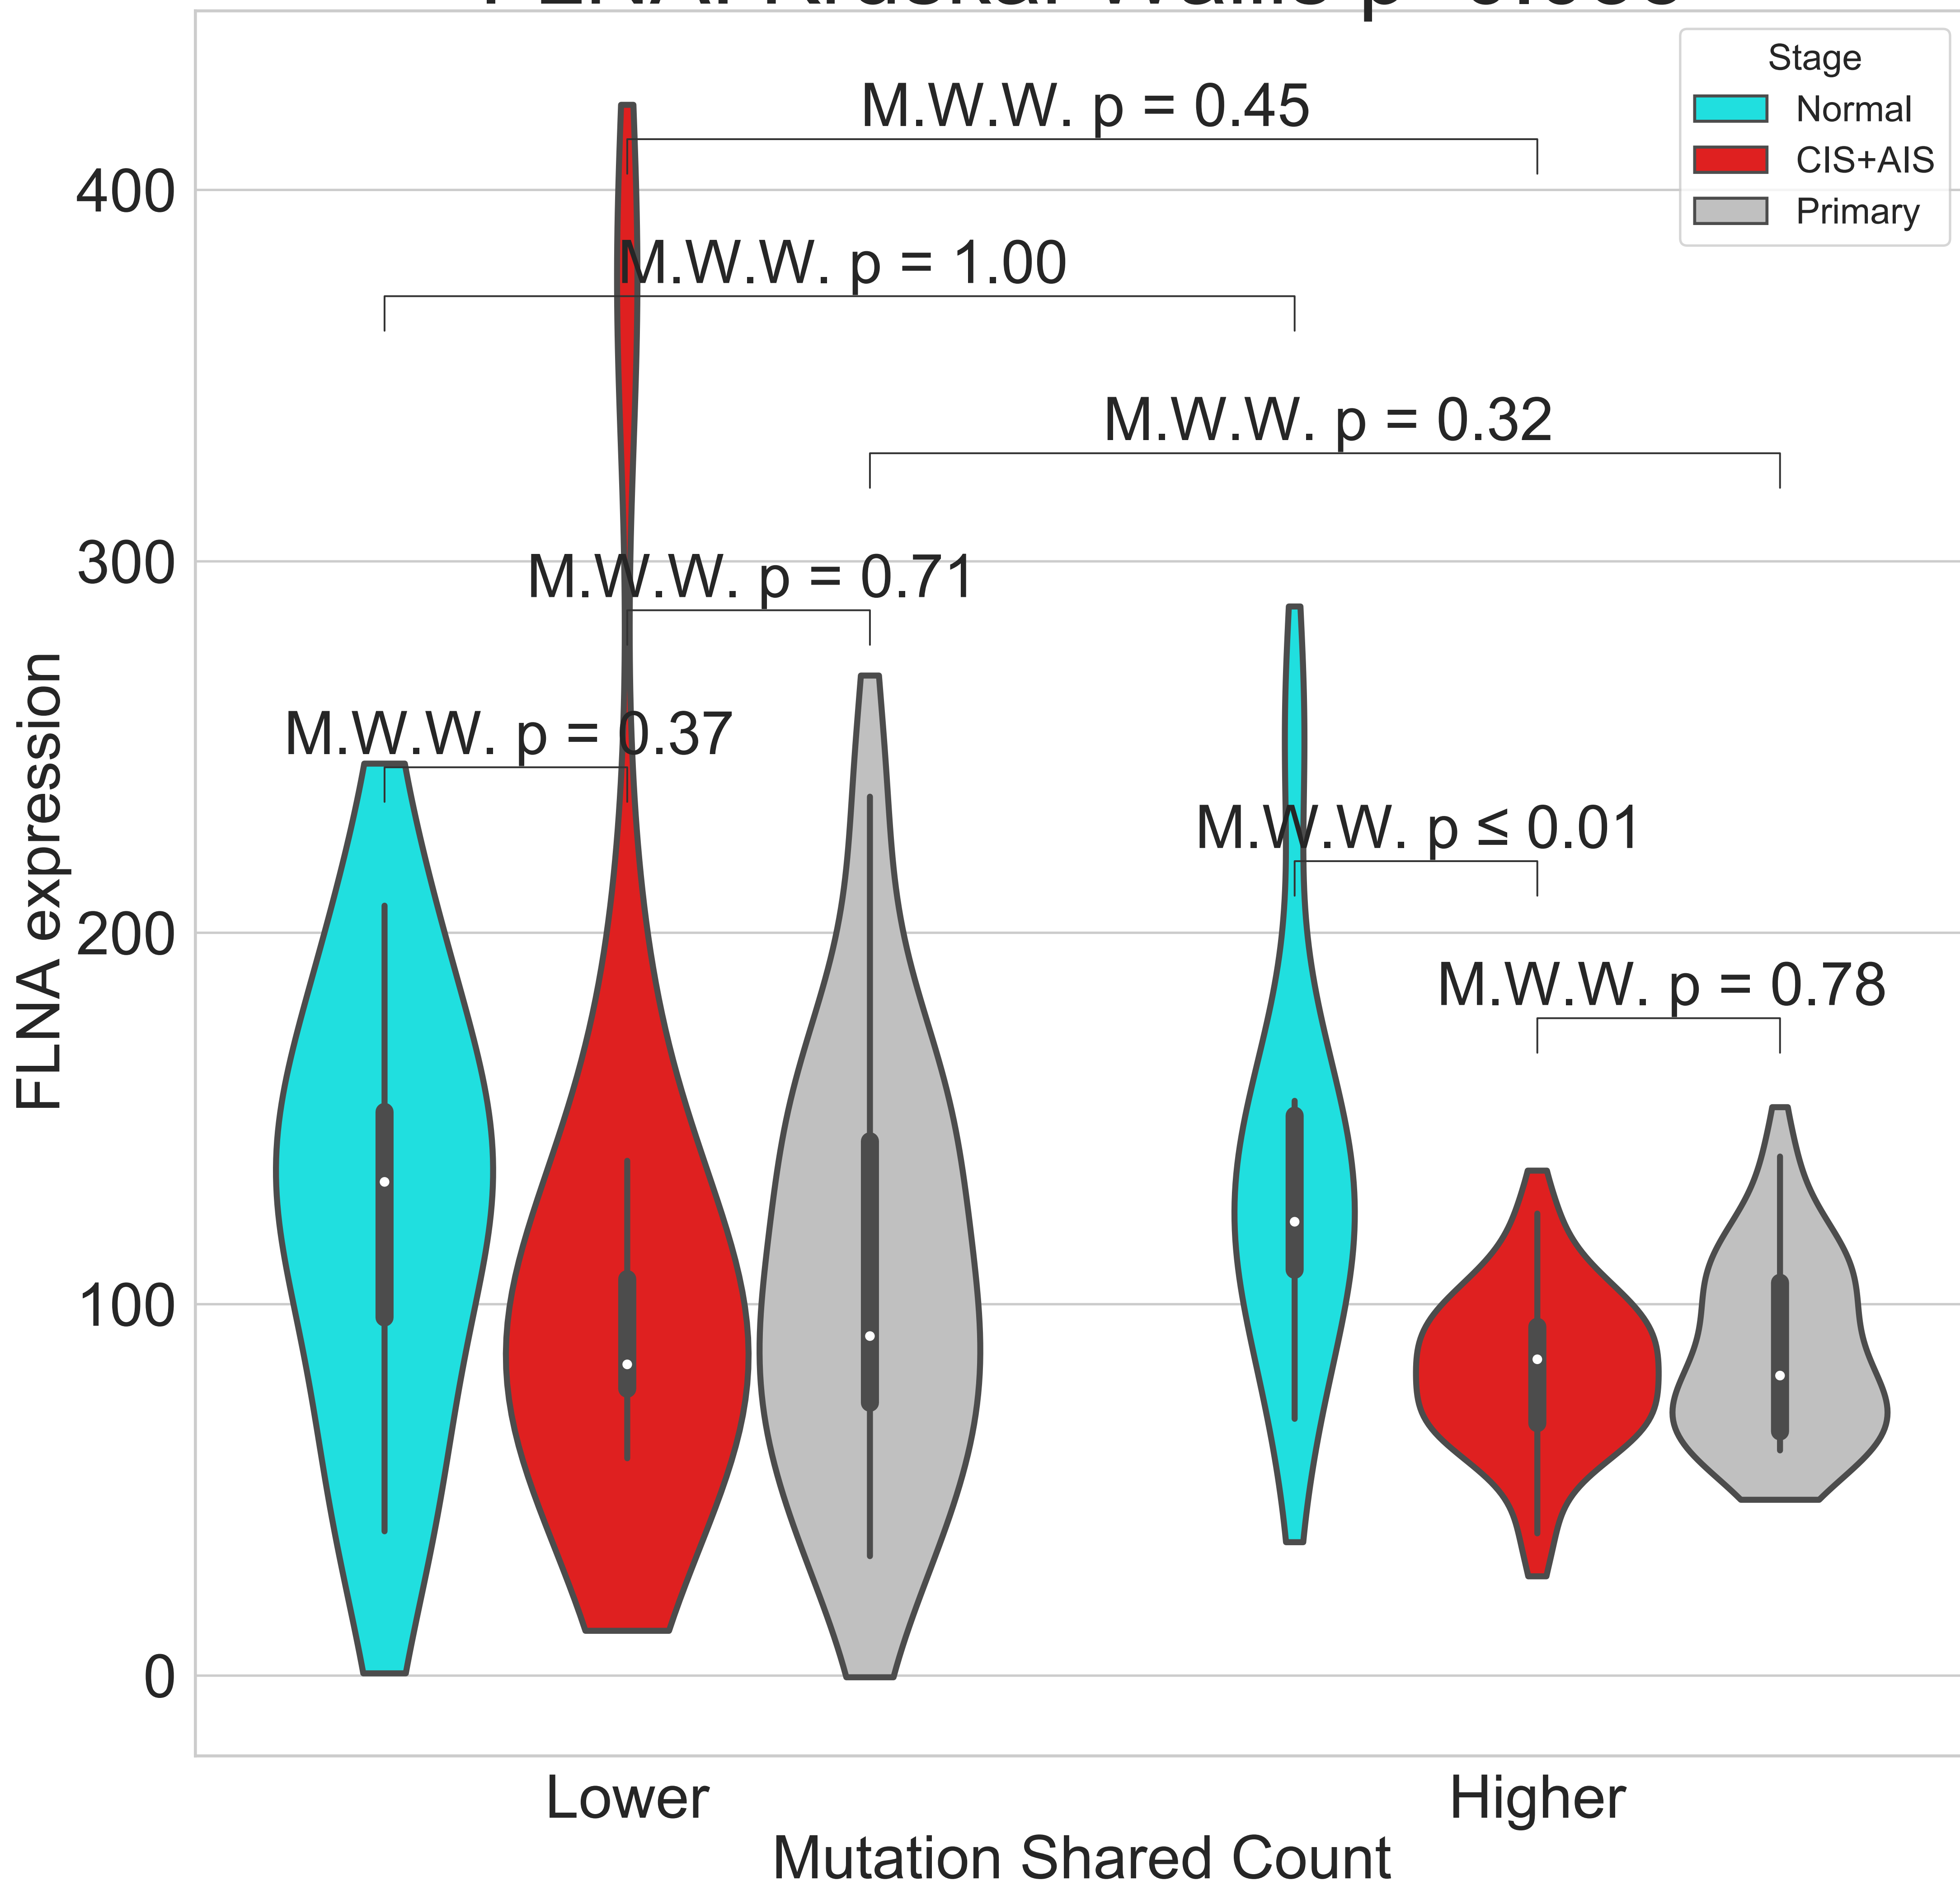 Stage
Normal
CIS+AIS
Primary
M.W.W. p = 0.45
M.W.W. p = 1.00
M.W.W. p = 0.32
M.W.W. p = 0.71
M.W.W. p = 0.37
M.W.W. p ≤ 0.01
M.W.W. p = 0.78
400
300
200
100
0
FLNA expression
Lower
Higher
Mutation Shared Count